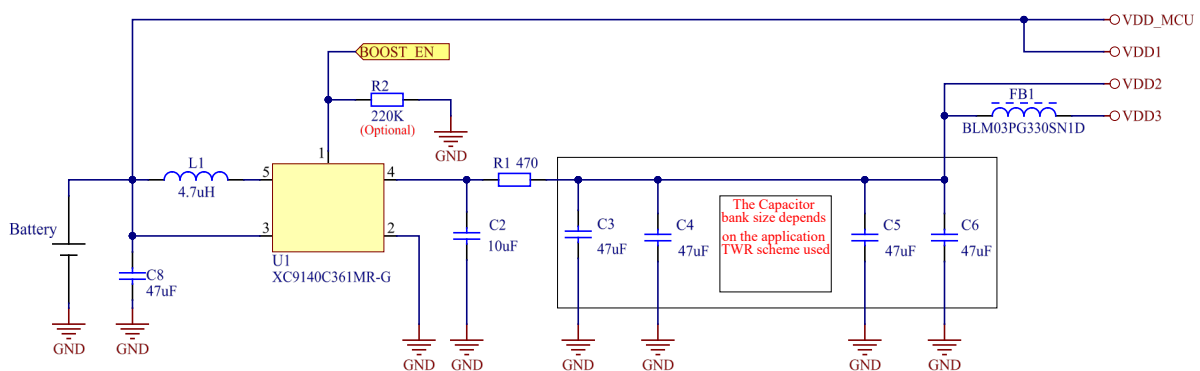 VDD_MCU
BOOST_EN
VDD1
R2
VDD2
220K
(Optional)
FB1
BLM03PG330SN1D
VDD3
GND
1
L1
4.7uH
5
4
R1 470
The Capacitor
bank size depends
on the application
TWR scheme used
Battery
3
2
C2
10uF
C3
47uF
C4
47uF
C5
47uF
C6
47uF
U1
XC9140C361MR-G
C8
47uF
GND
GND
GND
GND
GND
GND
GND
GND